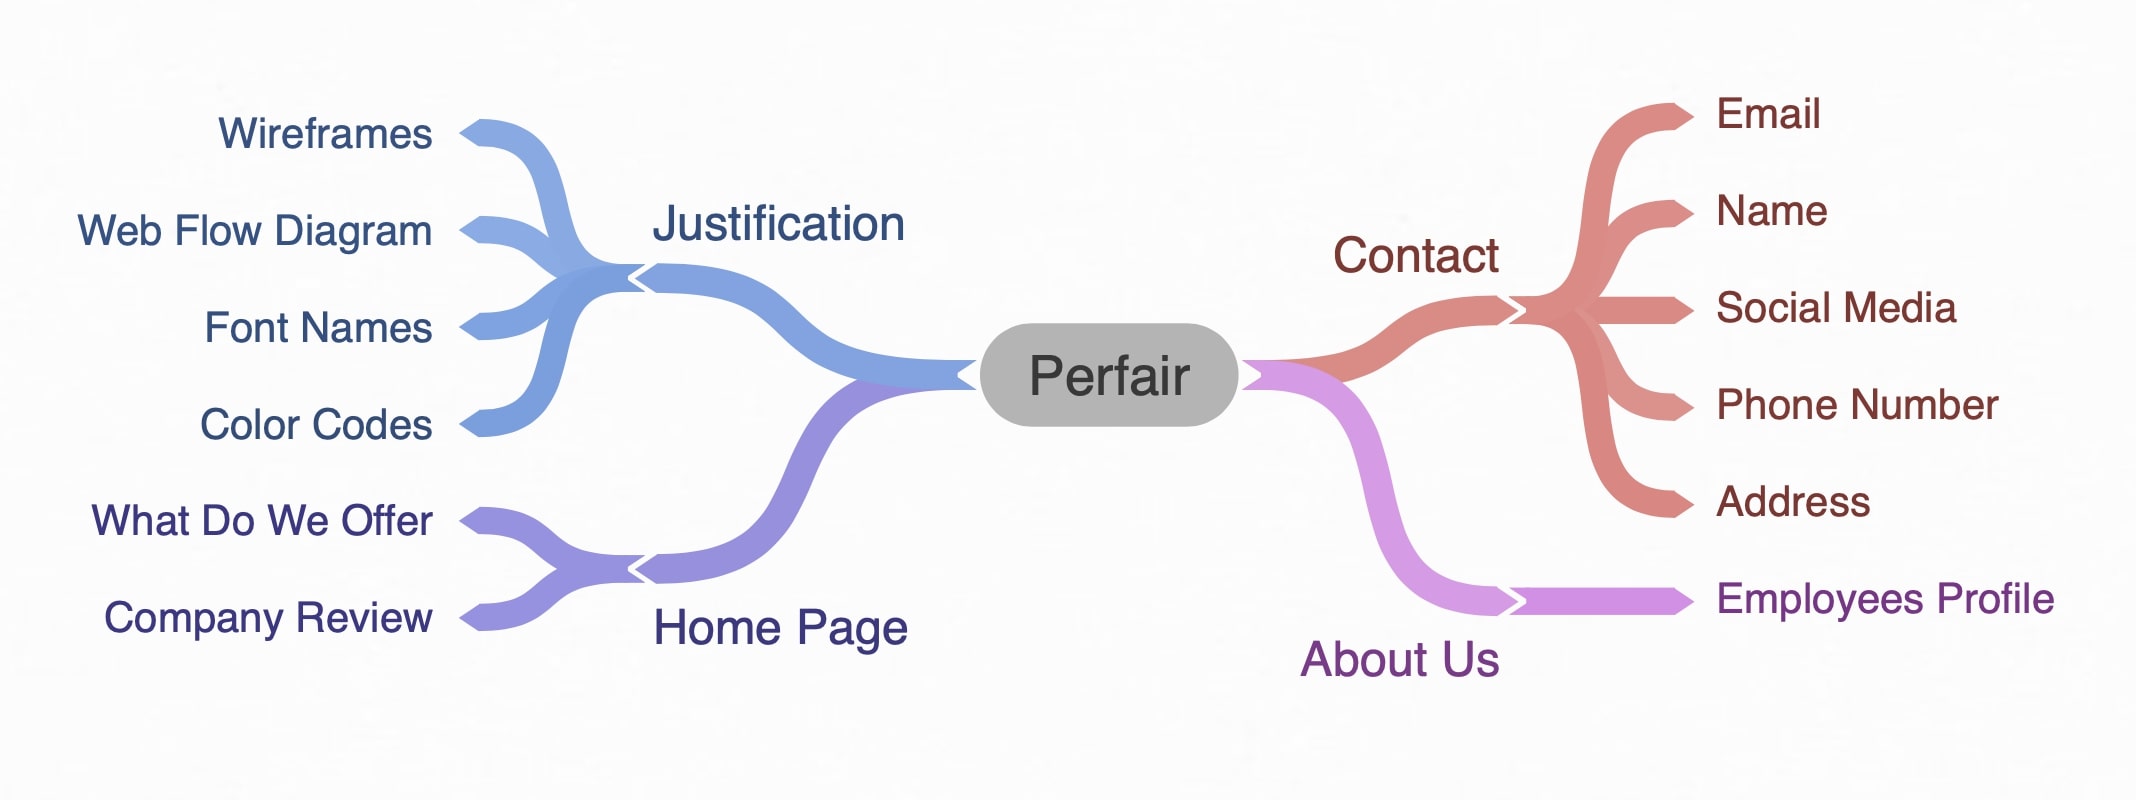 Wireframes
Web Flow Diagram
Font Names
Color Codes
Justification
What Do We Offer
Company Review
Home Page
Perfair
Contact
Email
Name
Social Media
Phone Number
Address
About Us
Employees Profile